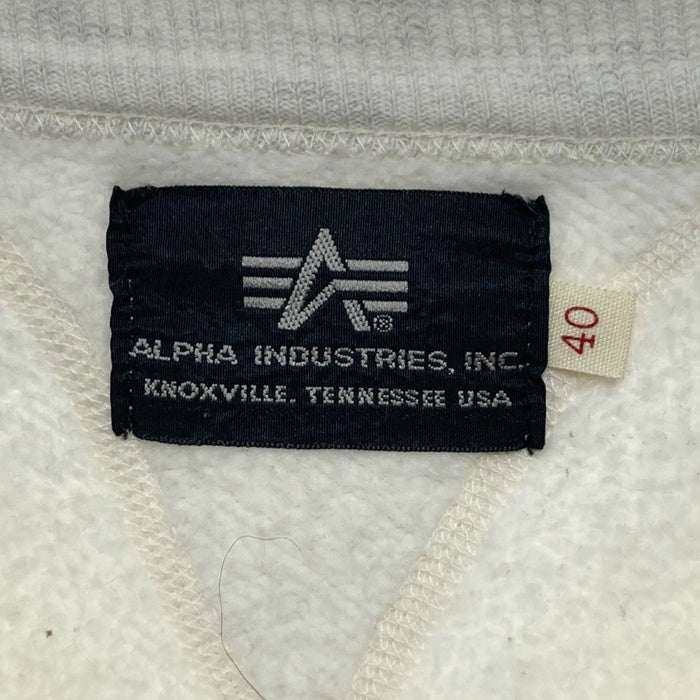 ®
ALPHA INDUSTRIES, INC.
KNOXVILLE. TENNESSEE USA
40